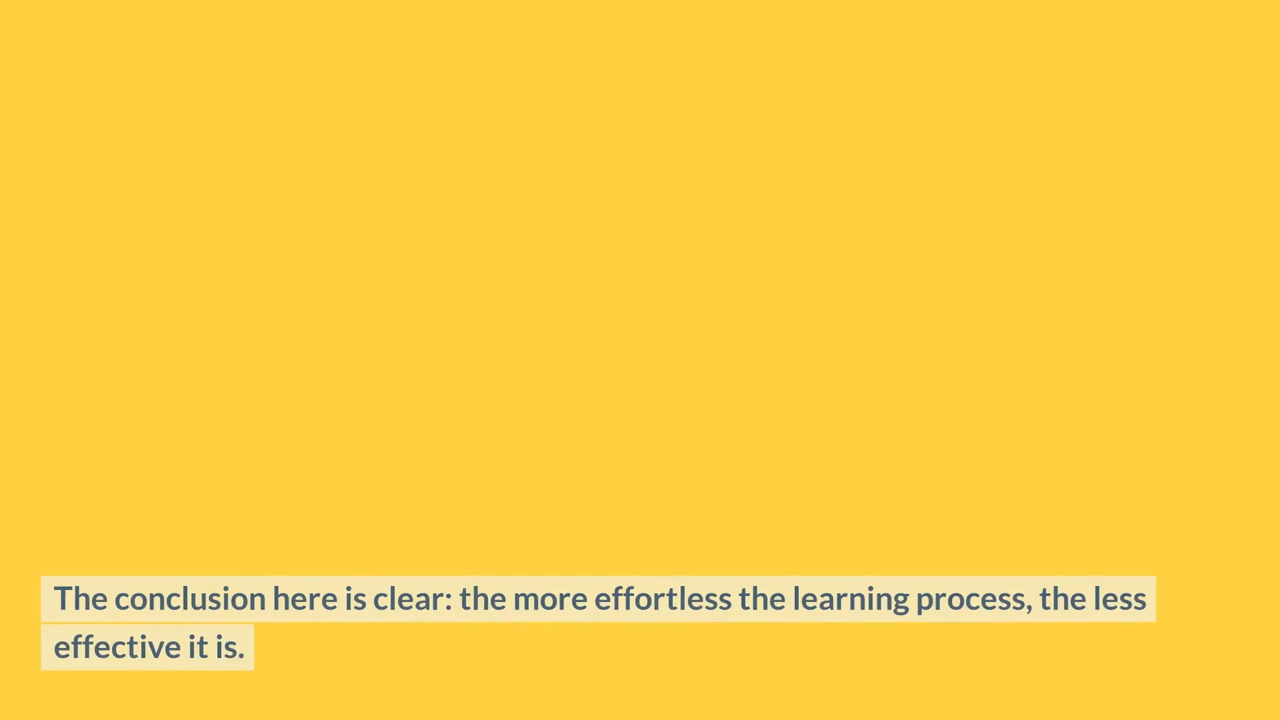 The conclusion here is clear: the more effortless the learning process, the less
effective it is.